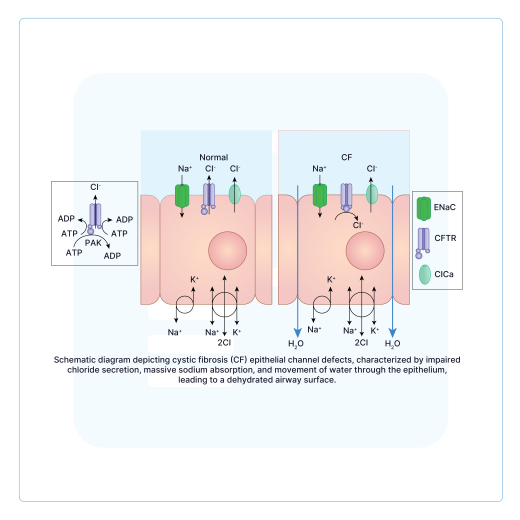 Normal
CF
Na⁺ Cl⁻ Cl⁻
Na⁺ Cl⁻
Cl⁻
Cl⁻
ADP ADP
ATP ATP
PAK
ATP ADP
ENaC
CFTR
ClCa
K⁺
K⁺
Na⁺ Na⁺ K⁺
2Cl
Na⁺ Na⁺ K⁺
2Cl
H₂O H₂O
Schematic diagram depicting cystic fibrosis (CF) epithelial channel defects, characterized by impaired
chloride secretion, massive sodium absorption, and movement of water through the epithelium,
leading to a dehydrated airway surface.